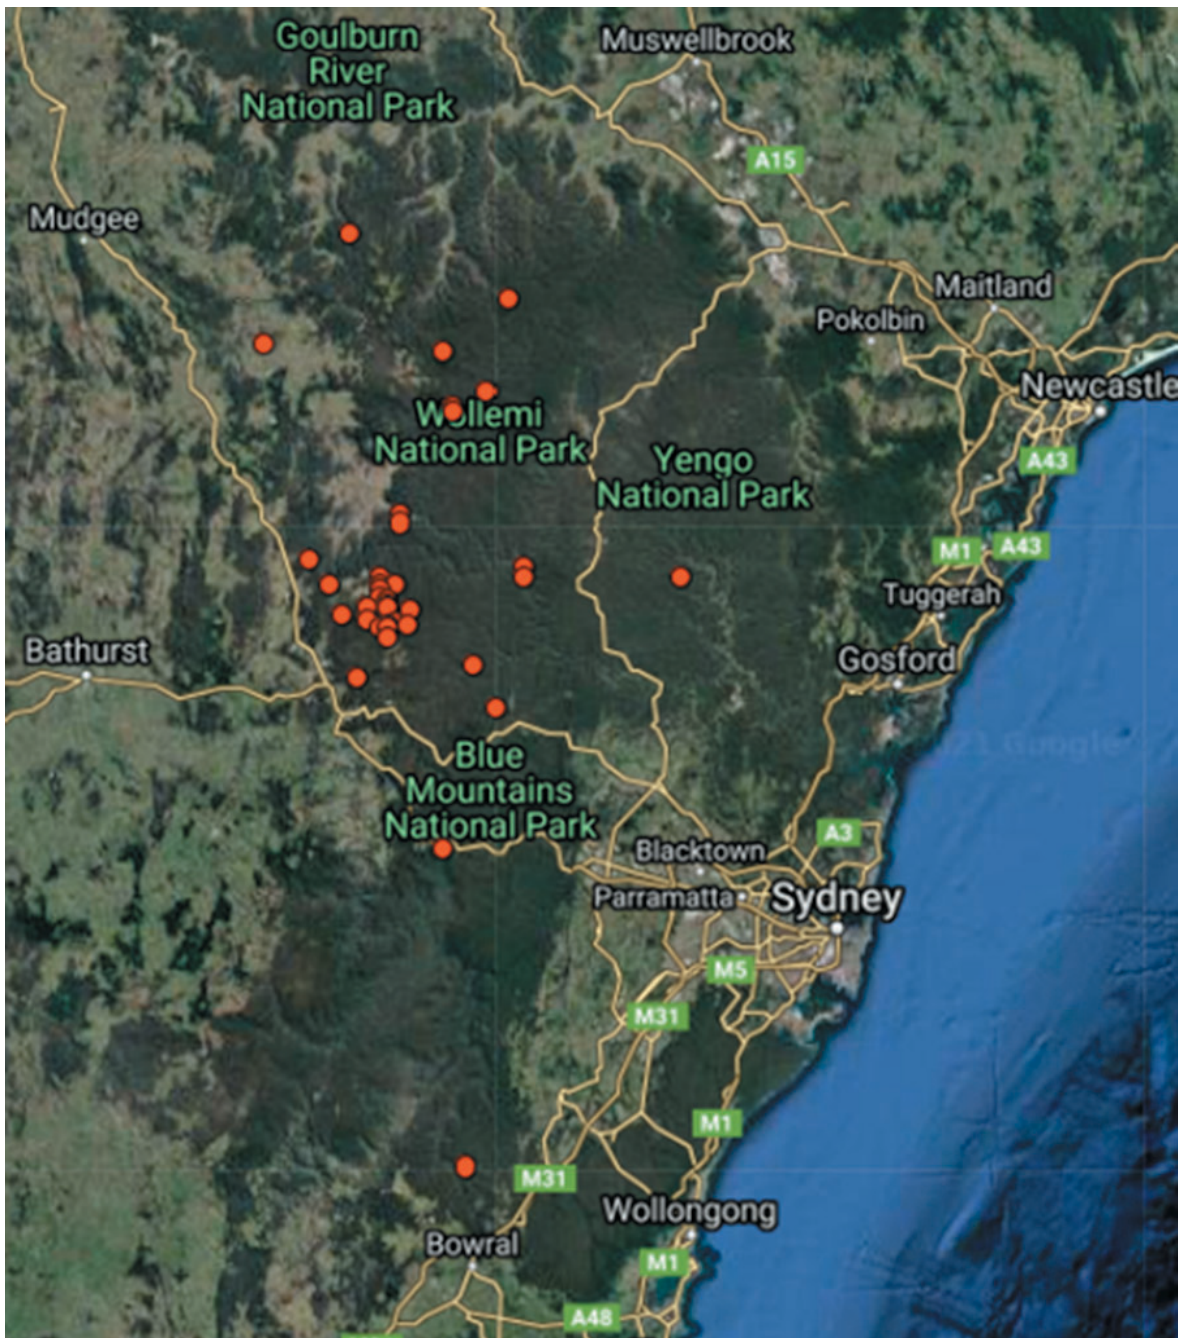 Goulburn
River
National Park
Muswellbrook
A15
Mudgee
Maitland
Pokolbin
Newcastle
Wollemi
National Park
Yengo
National Park
A43
M1
A43
Tuggerah
Bathurst
Gosford
21 Google
Blue
Mountains
National Park
A3
Blacktown
Parramatta
Sydney
M5
M31
M1
M31
Wollongong
Bowral
M1
A48